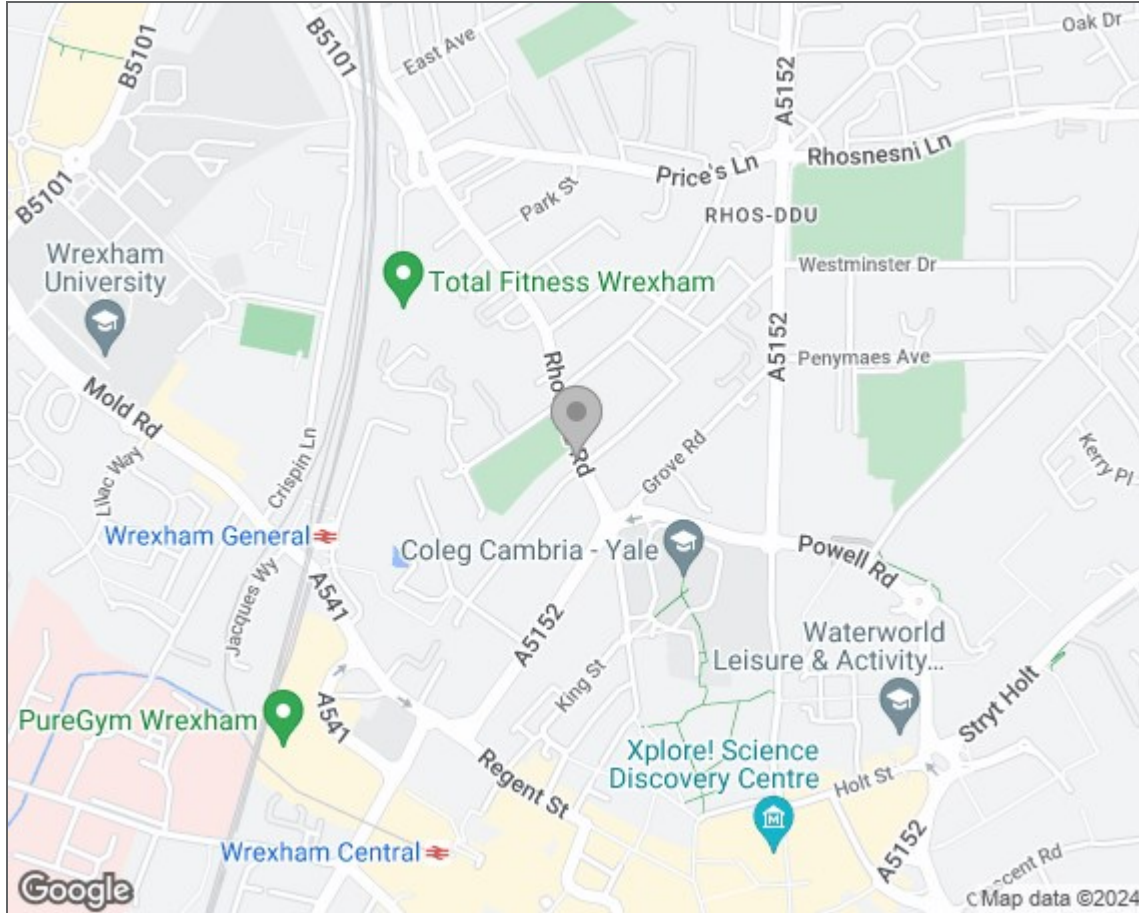 B5101
B5101
East Ave
Oak Dr
B5101
A5152
Price's Ln
Rhosnesni Ln
Park St
RHOS-DDU
B5101
Wrexham
University
Westminster Dr
Total Fitness Wrexham
A5152
Penymaes Ave
Mold Rd
Lilac Way
Crispin Ln
Rd
Grove Rd
Kerry Pl
Wrexham General
Coleg Cambria - Yale
Powell Rd
Jacques Wy
A541
A5152
King St
Waterworld
Leisure & Activity...
Stryt Holt
PureGym Wrexham
A541
Regent St
Xplore! Science
Discovery Centre
Holt St
A5152
Wrexham Central
Google
Map data ©2024